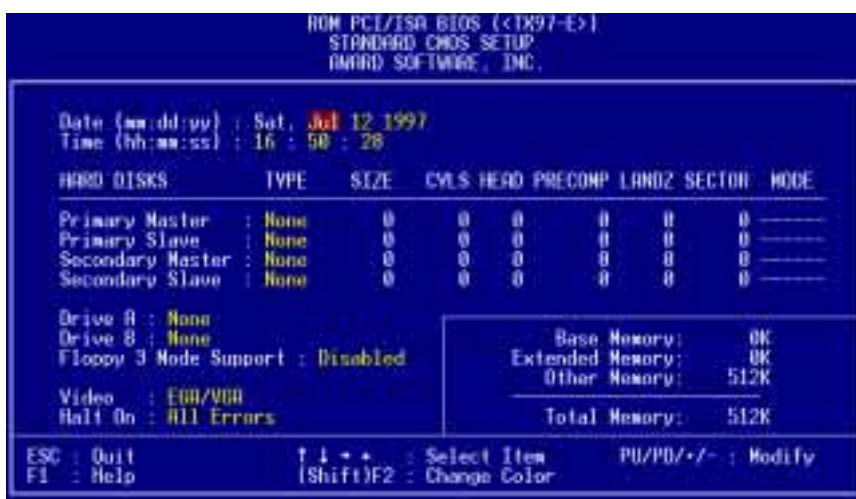 ROM PCI/ISA BIOS (<TX97-E>)
STANDARD CMOS SETUP
AWARD SOFTWARE, INC.
Date (mm:dd:yy) : Sat, Jul 12 1997
Time (hh:mm:ss) : 16 : 50 : 28
HARD DISKS TYPE SIZE CYLS HEAD PRECOMP LANDZ SECTOR MODE
Primary Master : None 0 0 0 0 0 0 ------
Primary Slave : None 0 0 0 0 0 0 ------
Secondary Master : None 0 0 0 0 0 0 ------
Secondary Slave : None 0 0 0 0 0 0 ------
Drive A : None
Drive B : None
Floppy 3 Mode Support : Disabled
Video : EGA/VGA
Halt On : All Errors
Base Memory: 0K
Extended Memory: 0K
Other Memory: 512K
Total Memory: 512K
ESC : Quit ↑ ↓ → ← : Select Item PU/PD/+/- : Modify
F1 : Help (Shift)F2 : Change Color